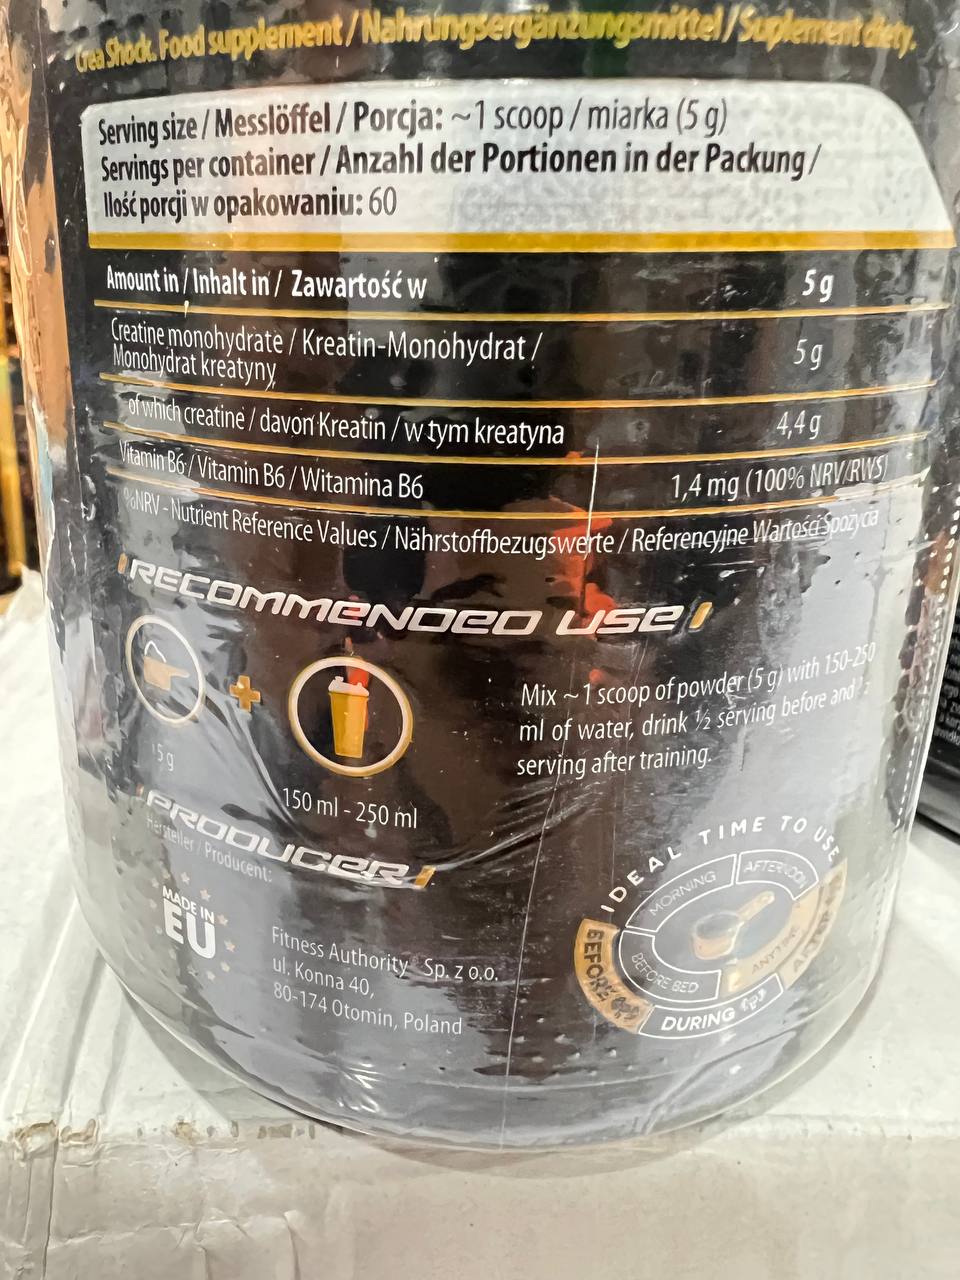 Crea Shock. Food supplement / Nahrungsergänzungsmittel / Suplement diety.
Serving size / Messlöffel / Porcja: ~1 scoop / miarka (5 g)
Servings per container / Anzahl der Portionen in der Packung /
Ilość porcji w opakowaniu: 60
Amount in / Inhalt in / Zawartość w 5 g
Creatine monohydrate / Kreatin-Monohydrat /
Monohydrat kreatyny 5 g
of which creatine / davon Kreatin / w tym kreatyna 4,4 g
Vitamin B6 / Vitamin B6 / Witamina B6 1,4 mg (100% NRV/RWS)
%NRV - Nutrient Reference Values / Nährstoffbezugswerte / Referencyjne Wartości Spożycia
RECOMMENDED USE
5 g
150 ml - 250 ml
Mix ~ 1 scoop of powder (5 g) with 150-250
ml of water, drink ½ serving before and ½
serving after training.
PRODUCER
Hersteller / Producent:
MADE IN
EU
Fitness Authority Sp. z o.o.
ul. Konna 40,
80-174 Otomin, Poland
IDEAL TIME TO USE
MORNING
AFTERNOON
BEFORE
BEFORE BED
ANYTIME
AFTER
DURING